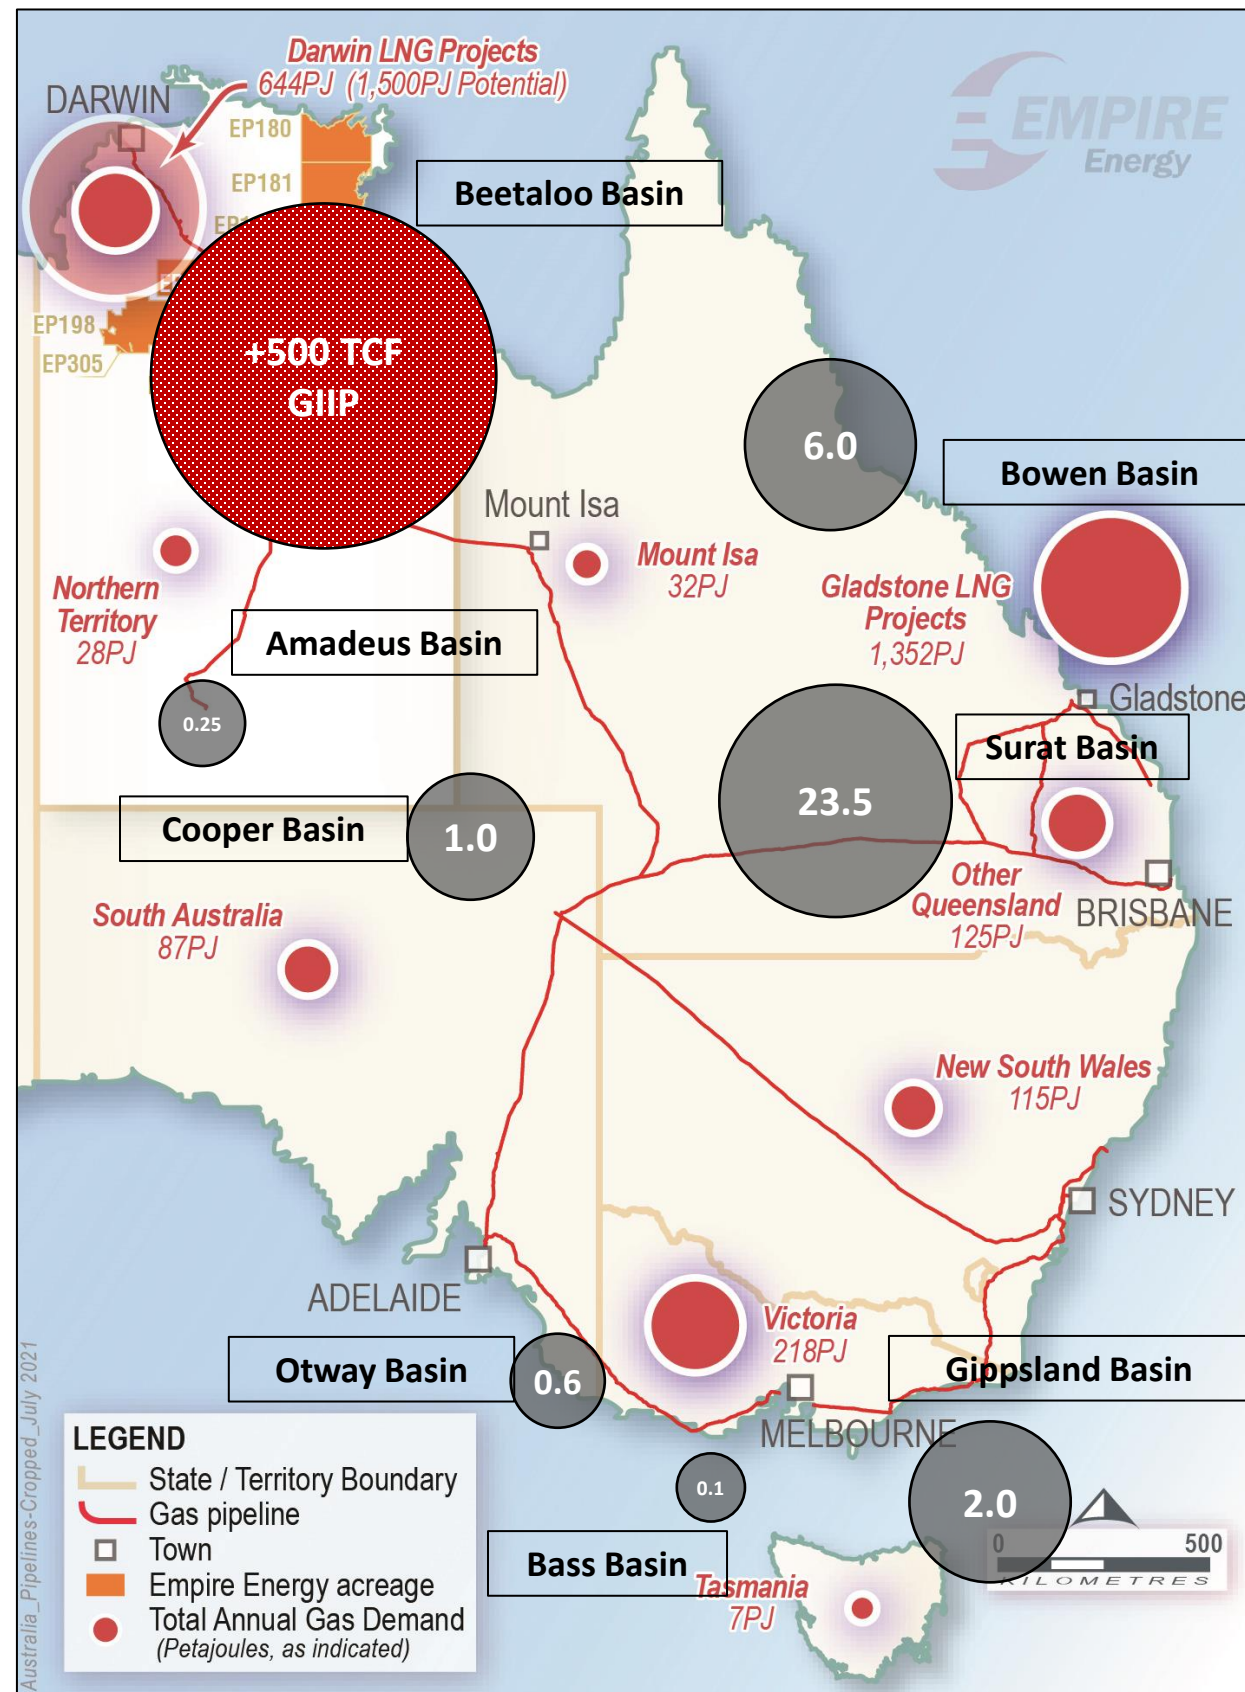 Darwin LNG Projects
644PJ (1,500PJ Potential)
DARWIN
EMPIRE
Energy
EP180
EP181
Beetaloo Basin
EP198
EP305
+500 TCF
GIIP
6.0
Bowen Basin
Mount Isa
Mount Isa
32PJ
Northern
Territory
28PJ
Gladstone LNG
Projects
1,352PJ
Amadeus Basin
0.25
Gladstone
Surat Basin
Cooper Basin
1.0
23.5
Other
Queensland
125PJ
BRISBANE
South Australia
87PJ
New South Wales
115PJ
SYDNEY
ADELAIDE
Victoria
218PJ
Otway Basin
0.6
Gippsland Basin
MELBOURNE
0.1
2.0
Bass Basin
Tasmania
7PJ
0 500
KILOMETRES
LEGEND
State / Territory Boundary
Gas pipeline
Town
Empire Energy acreage
Total Annual Gas Demand
(Petajoules, as indicated)
Australia_Pipelines-Cropped_July 2021